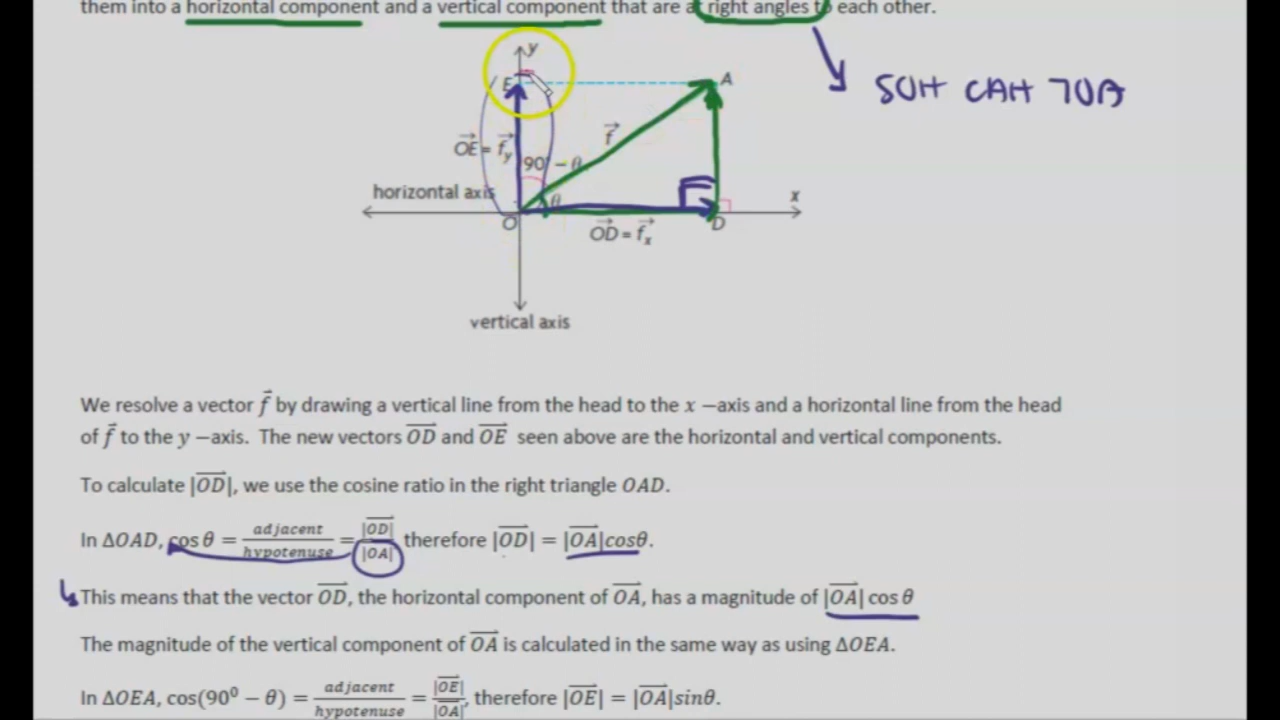 them into a horizontal component and a vertical component that are at right angles to each other.
y
E
A
SOH CAH TOA
f⃗
OE⃗ = f⃗y
90° − θ
horizontal axis
θ
x
O
OD⃗ = f⃗x
D
vertical axis
We resolve a vector f⃗ by drawing a vertical line from the head to the x −axis and a horizontal line from the head
of f⃗ to the y −axis. The new vectors OD⃗ and OE⃗ seen above are the horizontal and vertical components.
To calculate |OD⃗|, we use the cosine ratio in the right triangle OAD.
In ΔOAD, cos θ = adjacent/hypotenuse = |OD⃗|/|OA⃗| therefore |OD⃗| = |OA⃗|cosθ.
This means that the vector OD⃗, the horizontal component of OA⃗, has a magnitude of |OA⃗| cos θ
The magnitude of the vertical component of OA⃗ is calculated in the same way as using ΔOEA.
In ΔOEA, cos(90⁰ − θ) = adjacent/hypotenuse = |OE⃗|/|OA⃗|, therefore |OE⃗| = |OA⃗|sinθ.